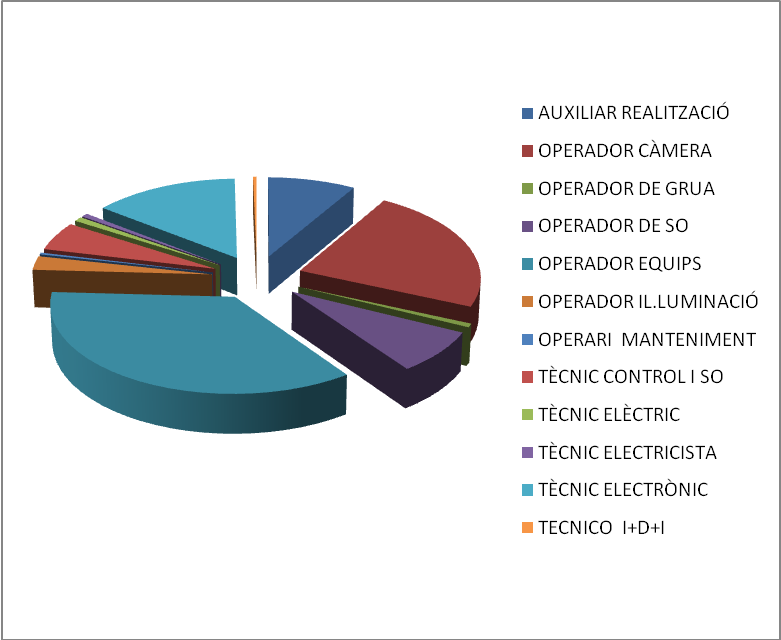 AUXILIAR REALITZACIÓ
OPERADOR CÀMERA
OPERADOR DE GRUA
OPERADOR DE SO
OPERADOR EQUIPS
OPERADOR IL.LUMINACIÓ
OPERARI  MANTENIMENT
TÈCNIC CONTROL I SO
TÈCNIC ELÈCTRIC
TÈCNIC ELECTRICISTA
TÈCNIC ELECTRÒNIC
TECNICO  I+D+I